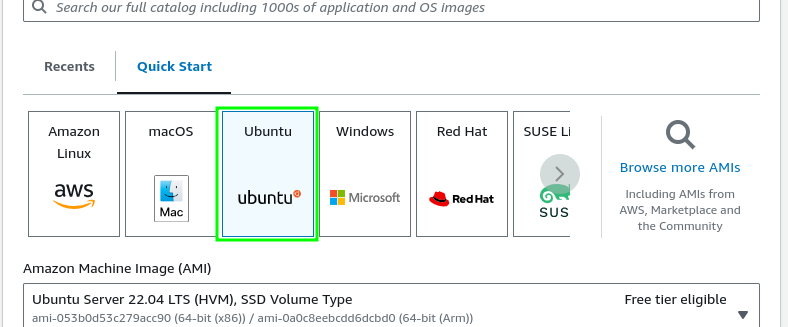 Search our full catalog including 1000s of application and OS images
Recents
Quick Start
Amazon
Linux
aws
macOS
Mac
Ubuntu
ubuntu
Windows
Microsoft
Red Hat
Red Hat
SUSE Li
SUS
Browse more AMIs
Including AMIs from
AWS, Marketplace and
the Community
Amazon Machine Image (AMI)
Ubuntu Server 22.04 LTS (HVM), SSD Volume Type
Free tier eligible
ami-053b0d53c279acc90 (64-bit (x86)) / ami-0a0c8eebcdd6dcbd0 (64-bit (Arm))